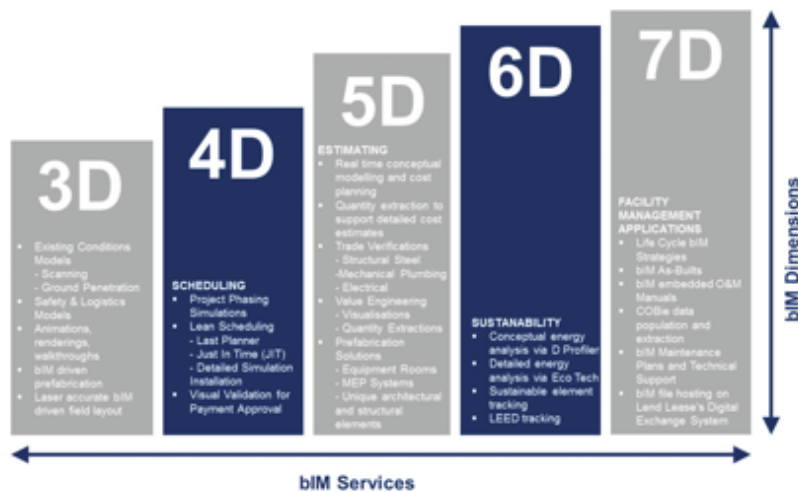 3D
Existing Conditions
Models
- Scanning
- Ground Penetration
Safety & Logistics
Models
Animations,
renderings,
walkthroughs
bIM driven
prefabrication
Laser accurate bIM
driven field layout
4D
SCHEDULING
Project Phasing
Simulations
Lean Scheduling
- Last Planner
- Just In Time (JIT)
- Detailed Simulation
Installation
Visual Validation for
Payment Approval
5D
ESTIMATING
Real time conceptual
modelling and cost
planning
Quantity extraction to
support detailed cost
estimates
Trade Verifications
- Structural Steel
-Mechanical Plumbing
- Electrical
Value Engineering
- Visualisations
- Quantity Extractions
Prefabrication
Solutions
- Equipment Rooms
- MEP Systems
- Unique architectural
and structural
elements
6D
SUSTANABILITY
Conceptual energy
analysis via D Profiler
Detailed energy
analysis via Eco Tech
Sustainable element
tracking
LEED tracking
7D
FACILITY
MANAGEMENT
APPLICATIONS
Life Cycle bIM
Strategies
bIM As-Builts
bIM embedded O&M
Manuals
COBie data
population and
extraction
bIM Maintenance
Plans and Technical
Support
bIM file hosting on
Lend Lease's Digital
Exchange System
bIM Dimensions
bIM Services